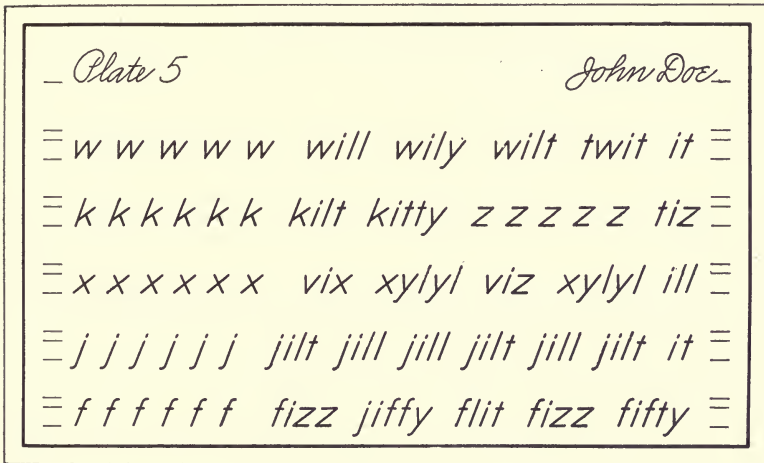 Plate 5 John Doe
w w w w w will wily wilt twit it
k k k k k k kilt kitty z z z z z tiz
x x x x x x vix xylyl viz xylyl ill
j j j j j j jilt jill jill jilt jill jilt it
f f f f f f fizz jiffy flit fizz fifty